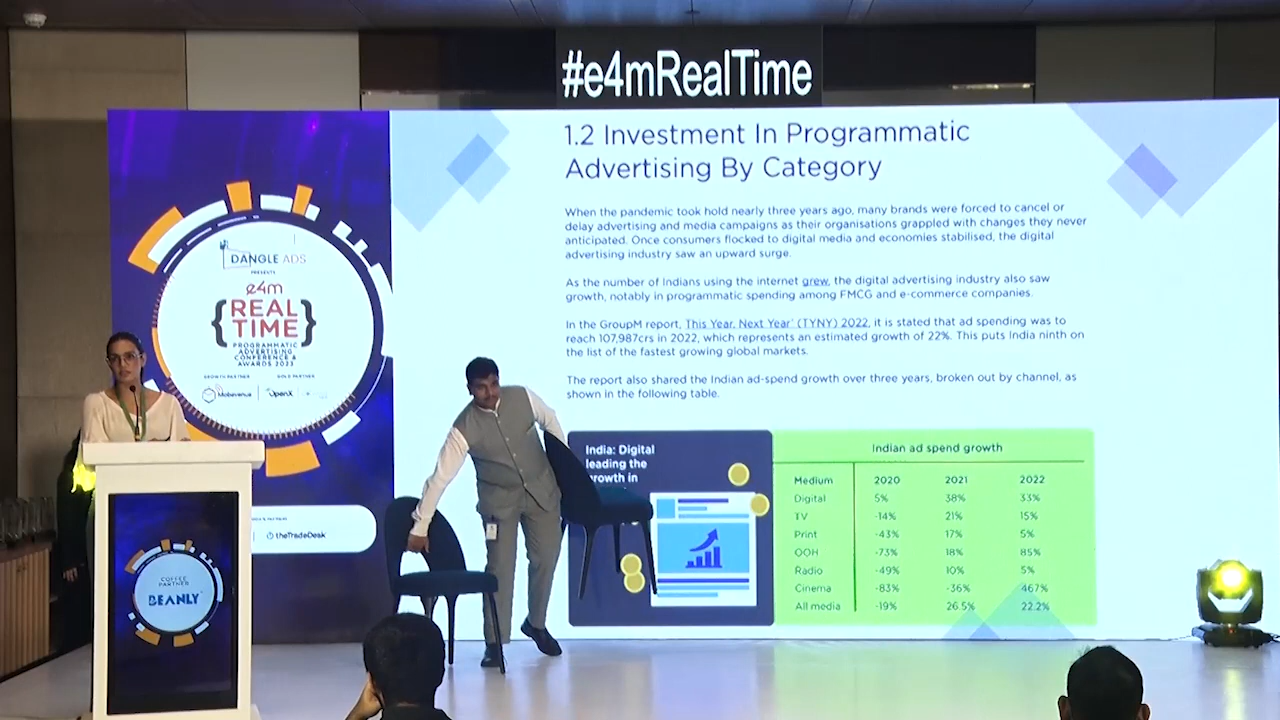 #e4mRealTime
1.2 Investment In Programmatic
Advertising By Category
When the pandemic took hold nearly three years ago, many brands were forced to cancel or
delay advertising and media campaigns as their organisations grappled with changes they never
anticipated. Once consumers flocked to digital media and economies stabilised, the digital
advertising industry saw an upward surge.
As the number of Indians using the internet grew, the digital advertising industry also saw
growth, notably in programmatic spending among FMCG and e-commerce companies.
In the GroupM report, This Year, Next Year' (TYNY) 2022, it is stated that ad spending was to
reach 107,987crs in 2022, which represents an estimated growth of 22%. This puts India ninth on
the list of the fastest growing global markets.
The report also shared the Indian ad-spend growth over three years, broken out by channel, as
shown in the following table.
India: Digital
leading the
growth in
Indian ad spend growth
Medium 2020 2021 2022
Digital 5% 38% 33%
TV -14% 21% 15%
Print -43% 17% 5%
OOH -73% 18% 85%
Radio -49% 10% 5%
Cinema -83% -36% 467%
All media -19% 26.5% 22.2%
DANGLE ADS
PRESENTS
e4m
{REAL
TIME}
PROGRAMMATIC
ADVERTISING
CONFERENCE &
AWARDS 2023
GROWTH PARTNER GOLD PARTNER
Mobavenue OpenX
theTradeDesk
COFFEE
PARTNER
BEANLY